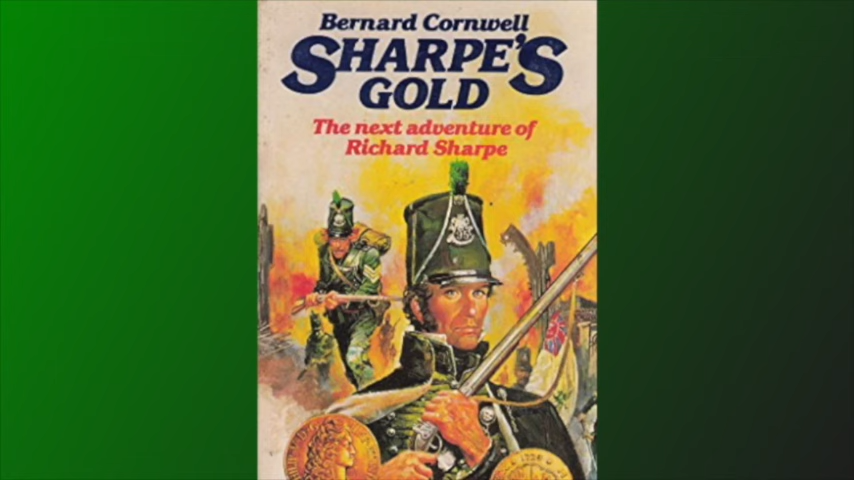 Bernard Cornwell
SHARPE'S
GOLD
The next adventure of
Richard Sharpe